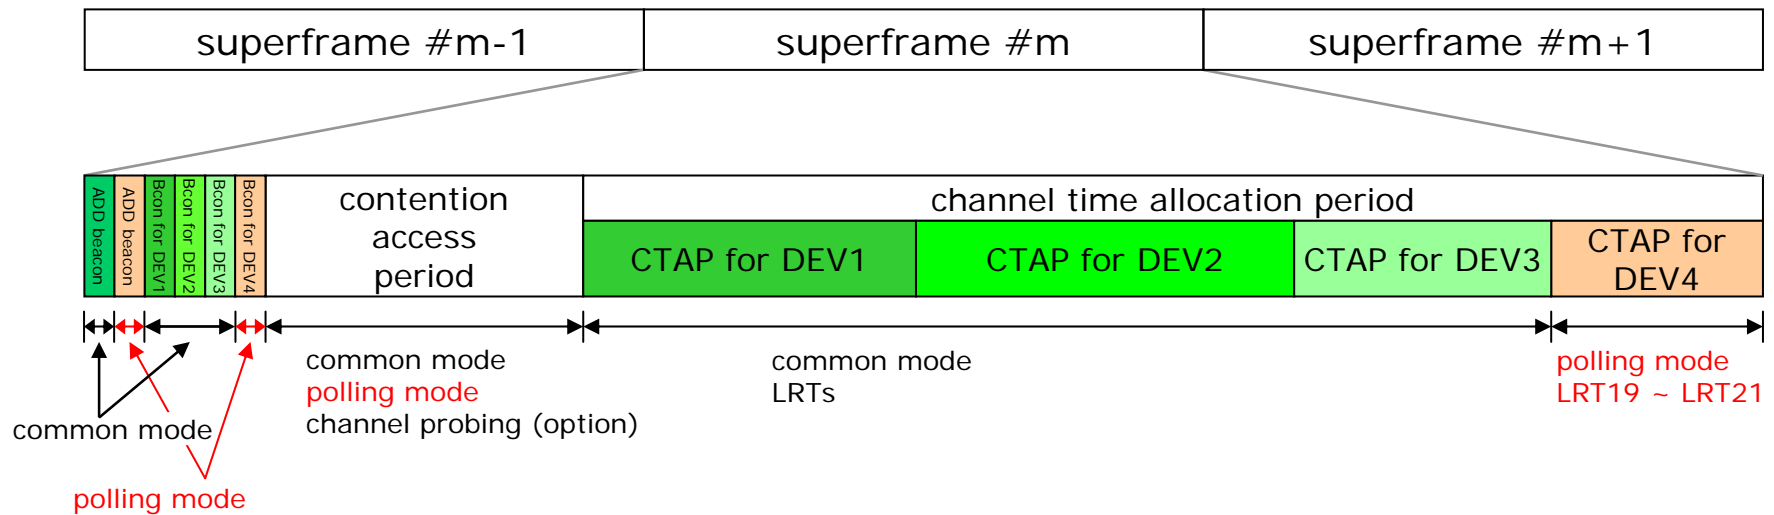 superframe #m-1
superframe #m
superframe #m+1
ADD beacon
ADD beacon
Bcon for DEV1
Bcon for DEV2
Bcon for DEV3
Bcon for DEV4
contention
access
period
channel time allocation period
CTAP for DEV1
CTAP for DEV2
CTAP for DEV3
CTAP for
DEV4
common mode
polling mode
channel probing (option)
common mode
LRTs
polling mode
LRT19 ~ LRT21
common mode
polling mode